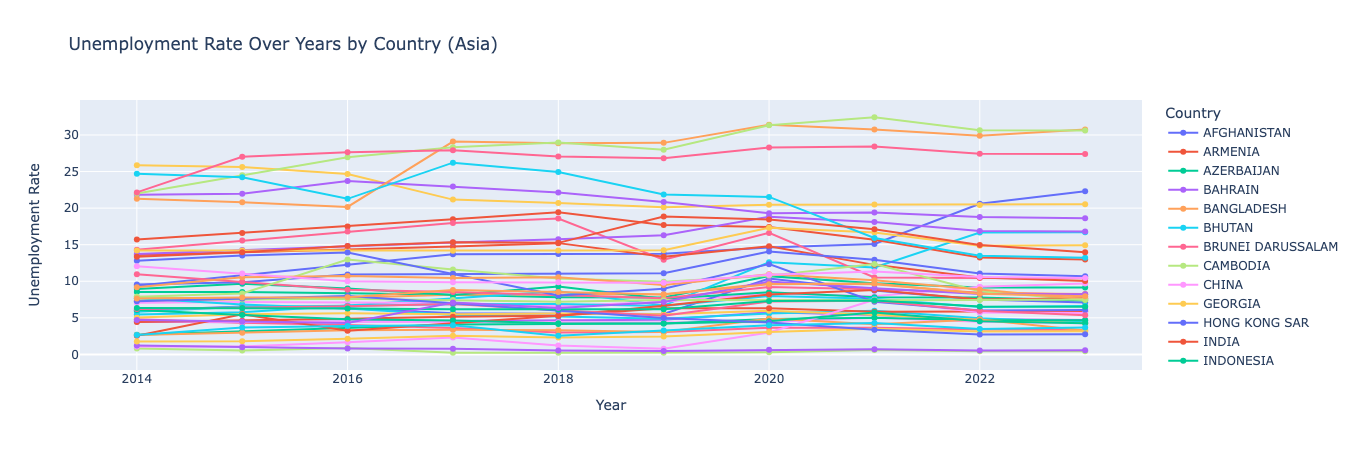 Unemployment Rate Over Years by Country (Asia)
Unemployment Rate
30
25
20
15
10
5
0
2014
2016
2018
2020
2022
Year
Country
AFGHANISTAN
ARMENIA
AZERBAIJAN
BAHRAIN
BANGLADESH
BHUTAN
BRUNEI DARUSSALAM
CAMBODIA
CHINA
GEORGIA
HONG KONG SAR
INDIA
INDONESIA